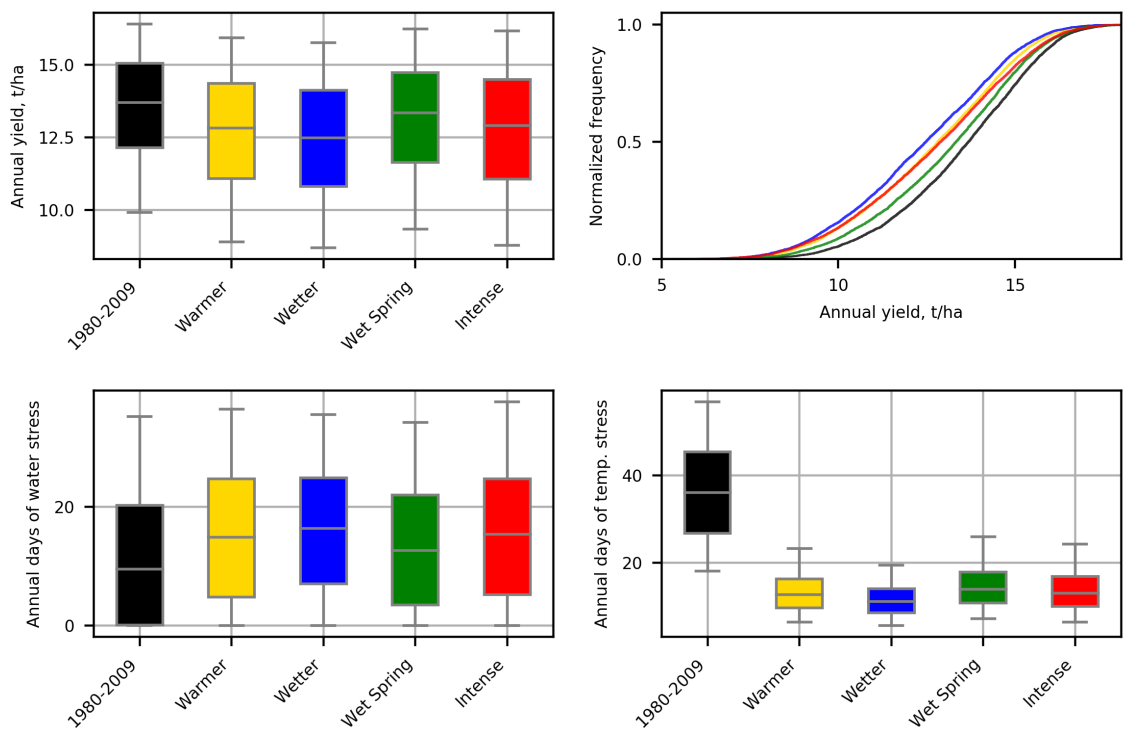 Annual yield, t/ha
15.0
12.5
10.0
1980-2009
Warmer
Wetter
Wet Spring
Intense
Normalized frequency
1.0
0.5
0.0
5
10
15
Annual yield, t/ha
Annual days of water stress
20
0
1980-2009
Warmer
Wetter
Wet Spring
Intense
Annual days of temp. stress
40
20
1980-2009
Warmer
Wetter
Wet Spring
Intense